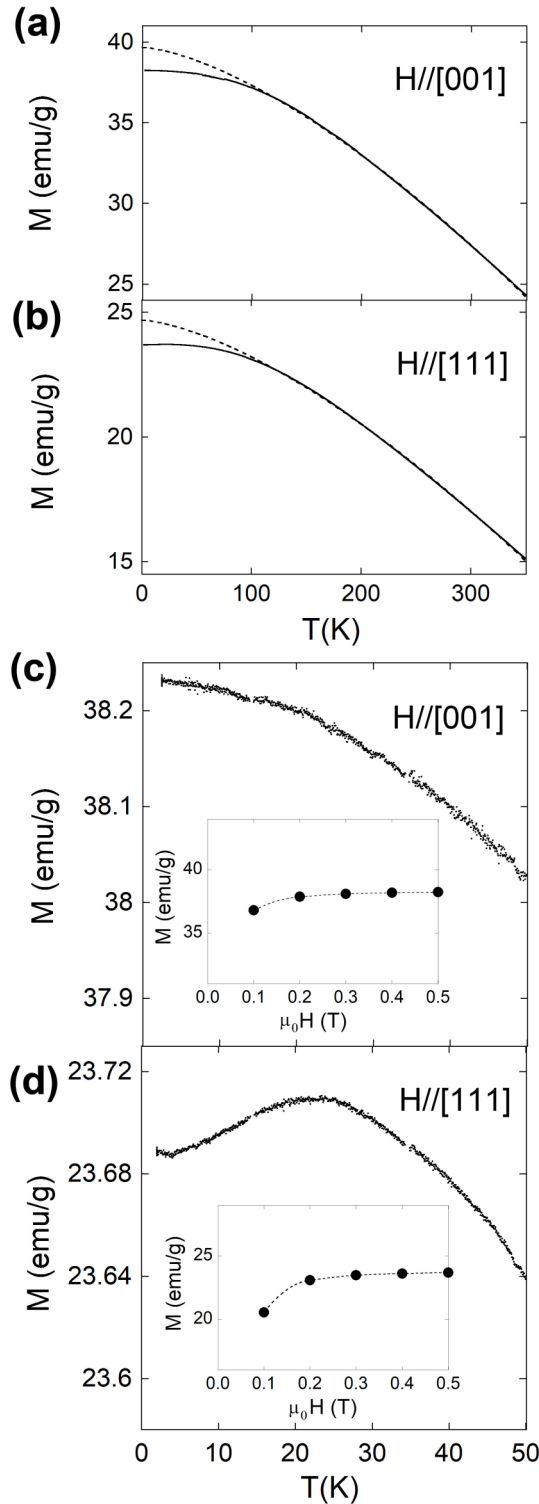 (a)
40
35
30
25
M (emu/g)
H//[001]
(b)
25
20
15
M (emu/g)
H//[111]
0 100 200 300
T(K)
(c)
38.2
38.1
38
37.9
M (emu/g)
H//[001]
40
35
M (emu/g)
0.0 0.1 0.2 0.3 0.4 0.5
μ₀H (T)
(d)
23.72
23.68
23.64
23.6
M (emu/g)
H//[111]
25
20
M (emu/g)
0.0 0.1 0.2 0.3 0.4 0.5
μ₀H (T)
0 10 20 30 40 50
T(K)